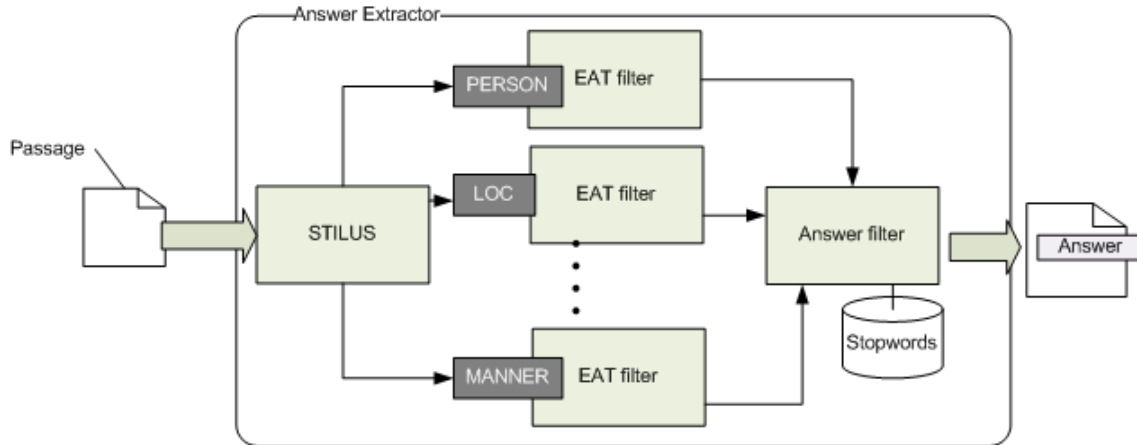 Answer Extractor
PERSON
EAT filter
Passage
LOC
EAT filter
STILUS
Answer filter
Answer
Stopwords
MANNER
EAT filter